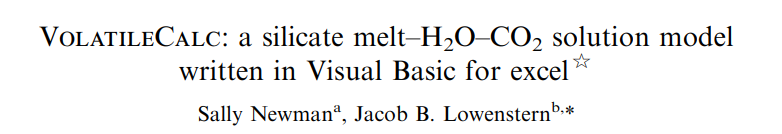 VOLATILECALC: a silicate melt–H₂O–CO₂ solution model
written in Visual Basic for excel☆
Sally Newmanᵃ, Jacob B. Lowensternᵇ,*